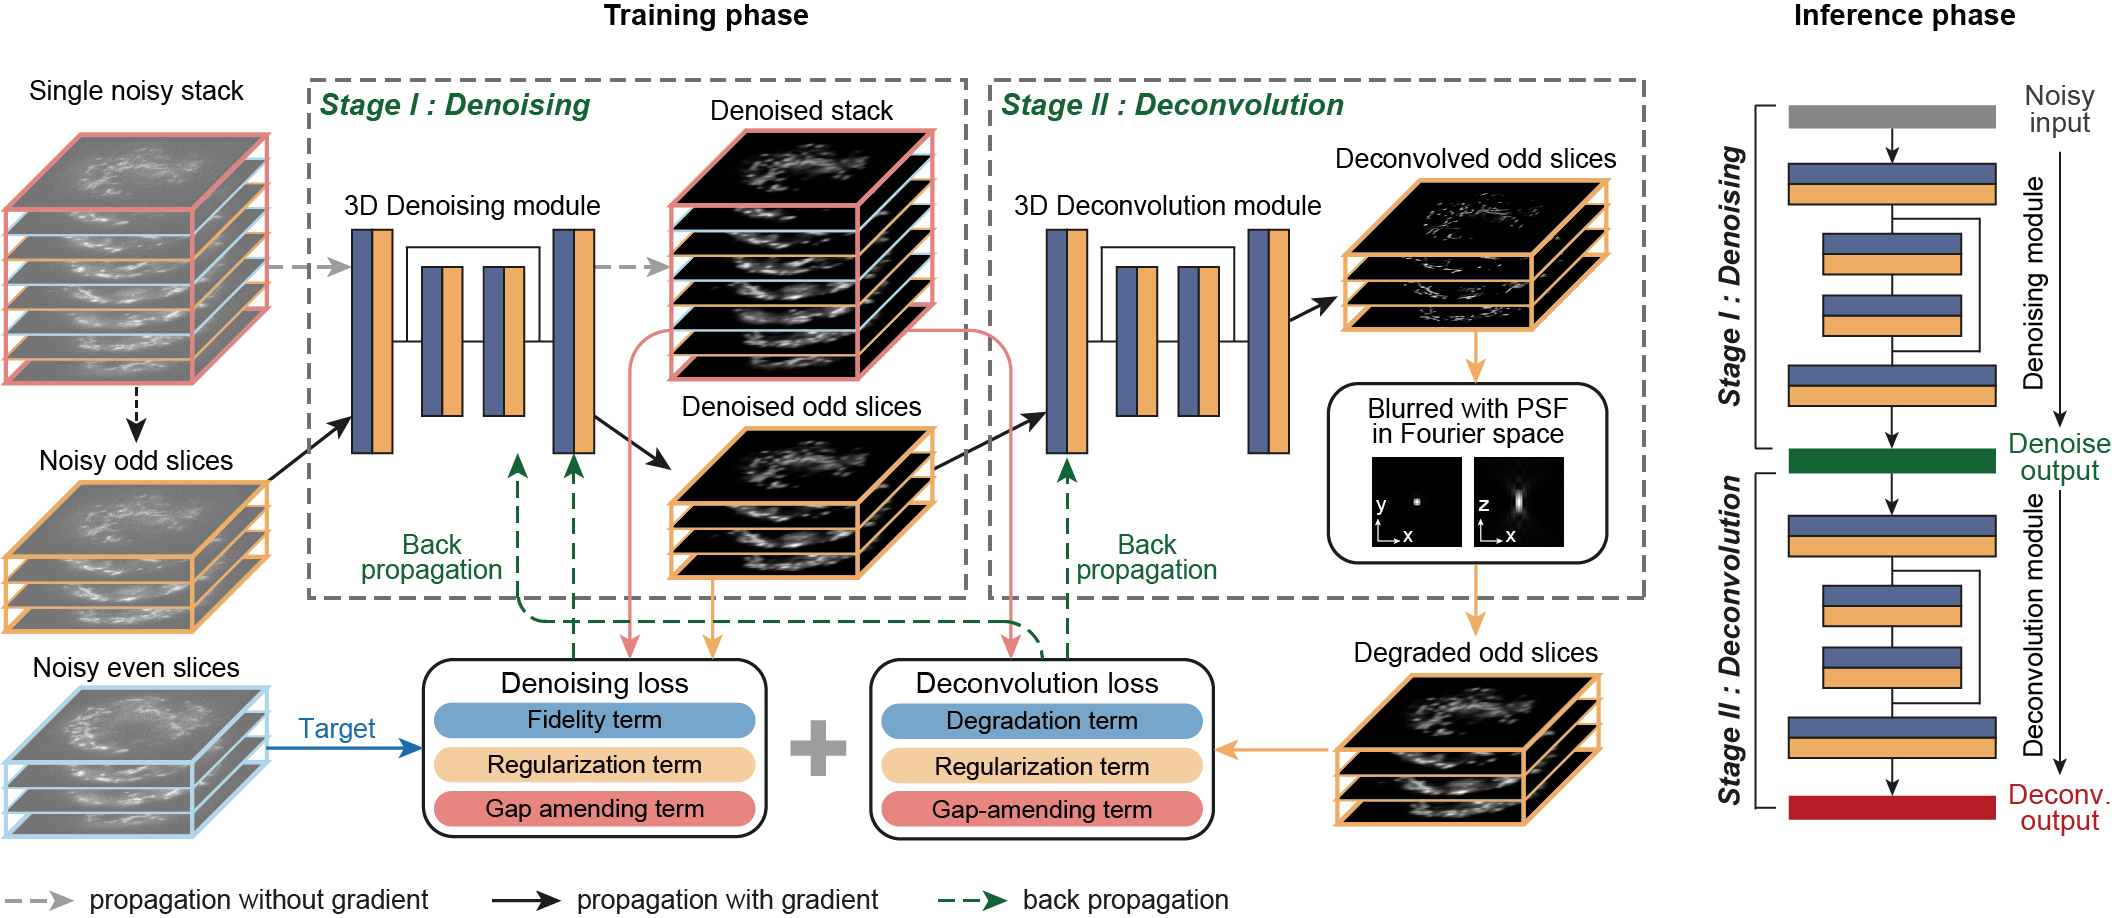 Training phase
Inference phase
Single noisy stack
Stage I : Denoising
Denoised stack
3D Denoising module
Noisy odd slices
Denoised odd slices
Back
propagation
Noisy even slices
Target
Denoising loss
Fidelity term
Regularization term
Gap amending term
Stage II : Deconvolution
Deconvolved odd slices
3D Deconvolution module
Blurred with PSF
in Fourier space
y
x
z
x
Back
propagation
Degraded odd slices
Deconvolution loss
Degradation term
Regularization term
Gap-amending term
propagation without gradient
propagation with gradient
back propagation
Noisy
input
Stage I : Denoising
Denoising module
Denoise
output
Stage II : Deconvolution
Deconvolution module
Deconv.
output